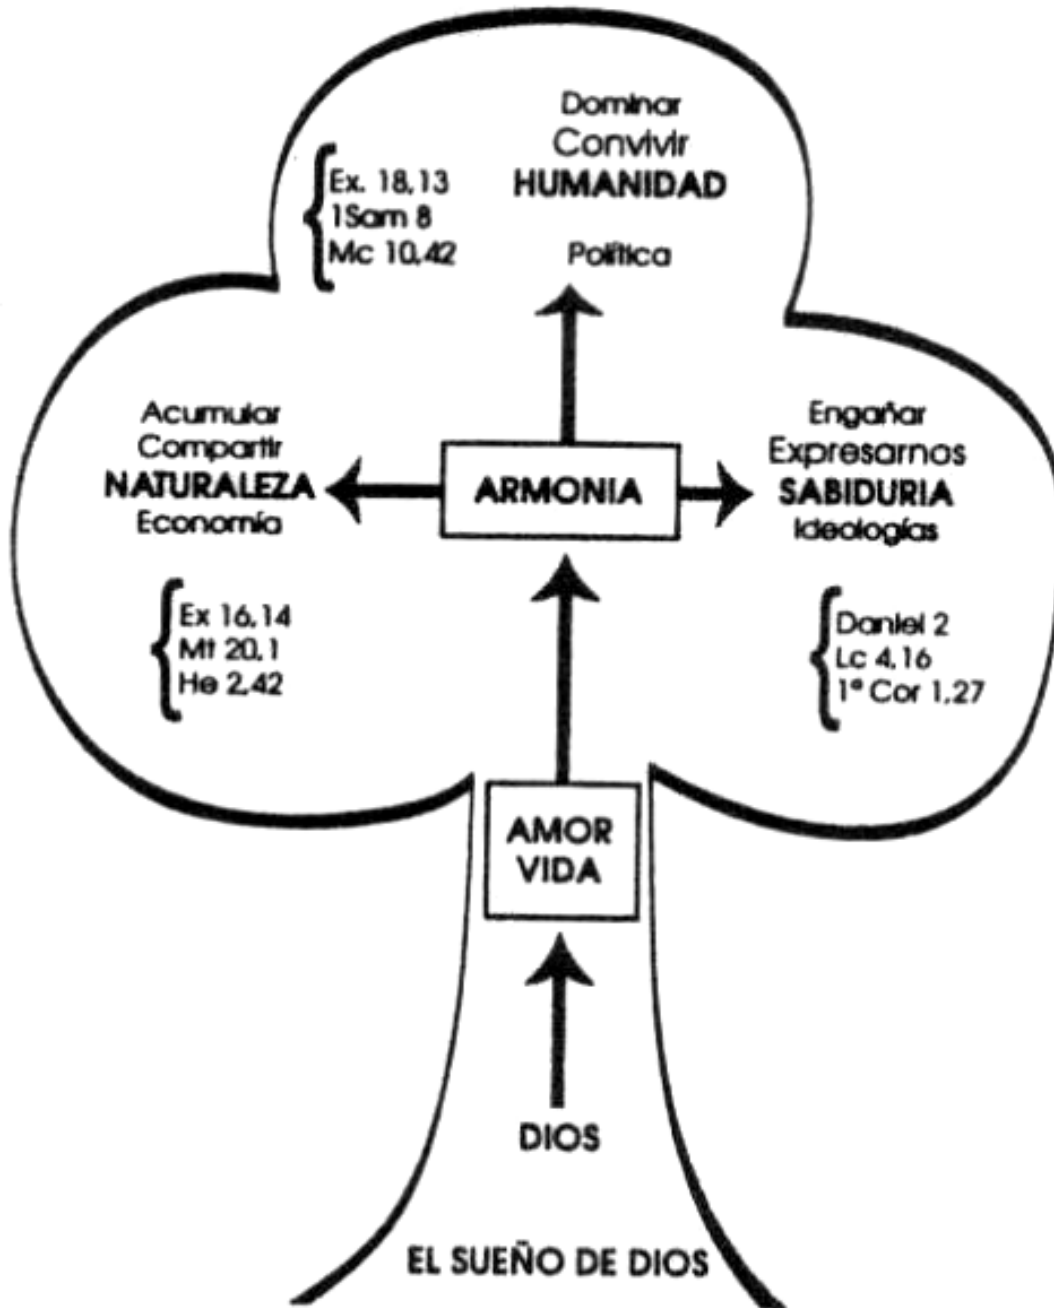 Dominar
Convivir
HUMANIDAD
Política
Ex. 18,13
1Sam 8
Mc 10,42
Acumular
Compartir
NATURALEZA
Economía
Ex 16,14
Mt 20,1
He 2,42
ARMONIA
Engañar
Expresarnos
SABIDURIA
Ideologías
Daniel 2
Lc 4,16
1ª Cor 1,27
AMOR
VIDA
DIOS
EL SUEÑO DE DIOS